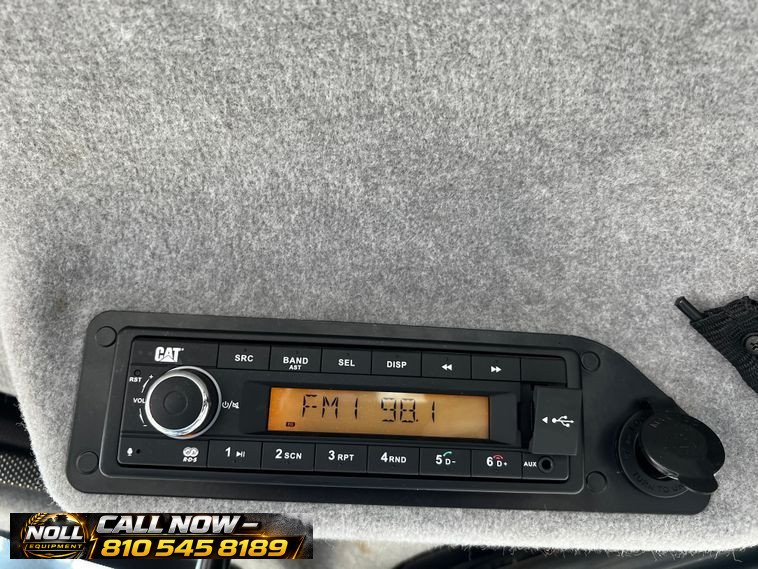 CAT
SRC
BAND
AST
SEL
DISP
RST
VOL
FM1 98.1
R·D·S
1
2 SCN
3 RPT
4 RND
5 D-
6 D+
AUX
NOLL
EQUIPMENT
CALL NOW –
810 545 8189